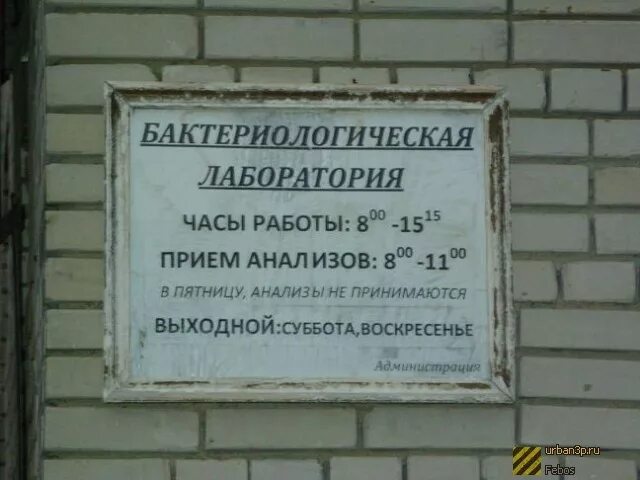 БАКТЕРИОЛОГИЧЕСКАЯ
ЛАБОРАТОРИЯ
ЧАСЫ РАБОТЫ: 8⁰⁰ -15¹⁵
ПРИЕМ АНАЛИЗОВ: 8⁰⁰ -11⁰⁰
В ПЯТНИЦУ, АНАЛИЗЫ НЕ ПРИНИМАЮТСЯ
ВЫХОДНОЙ:СУББОТА,ВОСКРЕСЕНЬЕ
Администрация
urban3p.ru
Febos